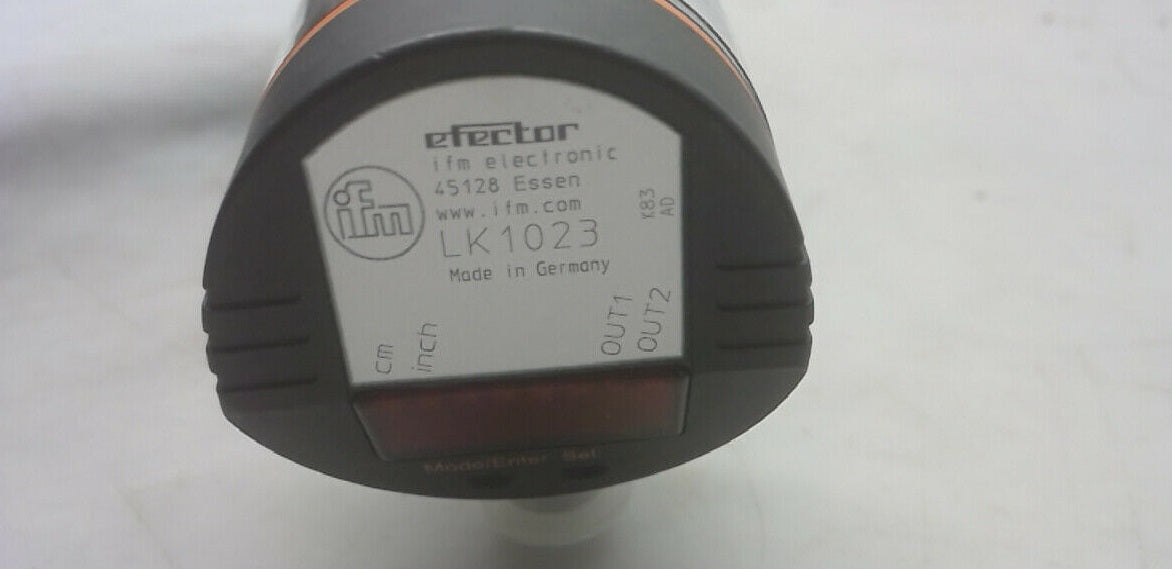 efector
ifm electronic
45128 Essen
www.ifm.com
LK1023
Made in Germany
ifm
K83
AD
cm
inch
OUT1
OUT2
Mode/Enter Set